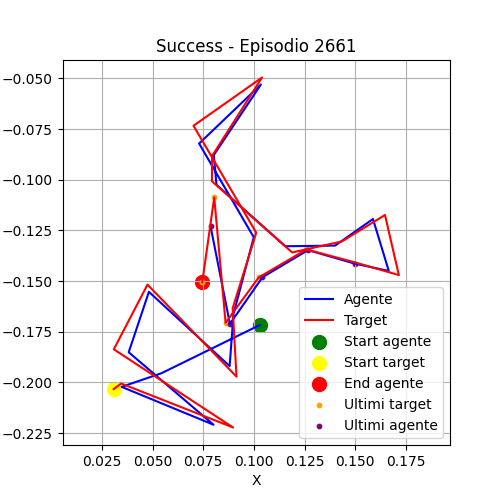 Success - Episodio 2661
−0.050
−0.075
−0.100
−0.125
−0.150
−0.175
−0.200
−0.225
Agente
Target
Start agente
Start target
End agente
Ultimi target
Ultimi agente
0.025 0.050 0.075 0.100 0.125 0.150 0.175
X